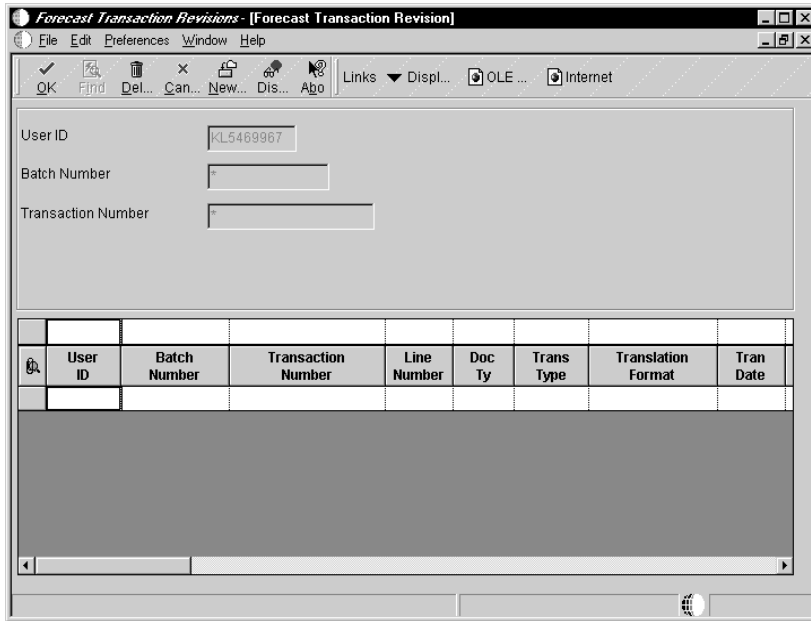 Forecast Transaction Revisions - [Forecast Transaction Revision]
File Edit Preferences Window Help
OK Find Del... Can... New... Dis... Abo Links Displ... OLE ... Internet
User ID KL5469967
Batch Number *
Transaction Number *
User ID Batch Number Transaction Number Line Number Doc Ty Trans Type Translation Format Tran Date